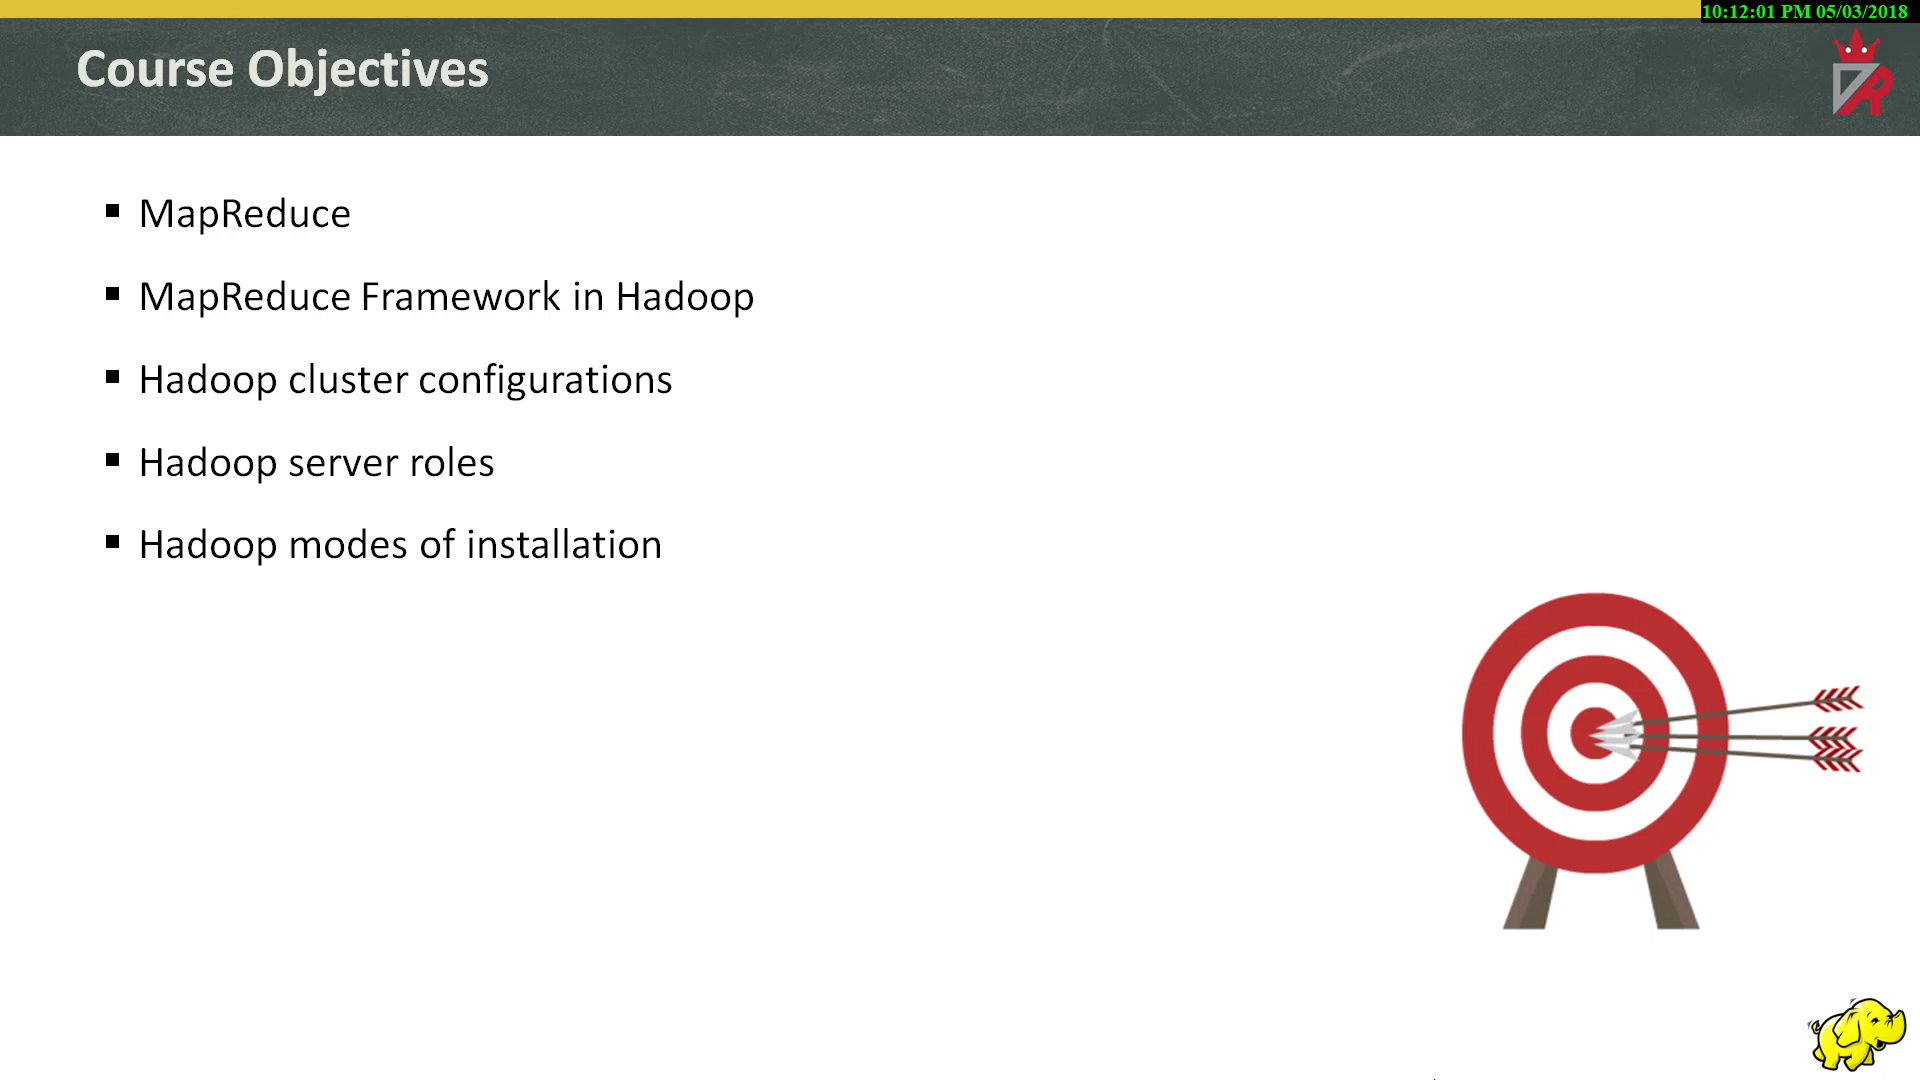 10:12:01 PM 05/03/2018
Course Objectives
MapReduce
MapReduce Framework in Hadoop
Hadoop cluster configurations
Hadoop server roles
Hadoop modes of installation